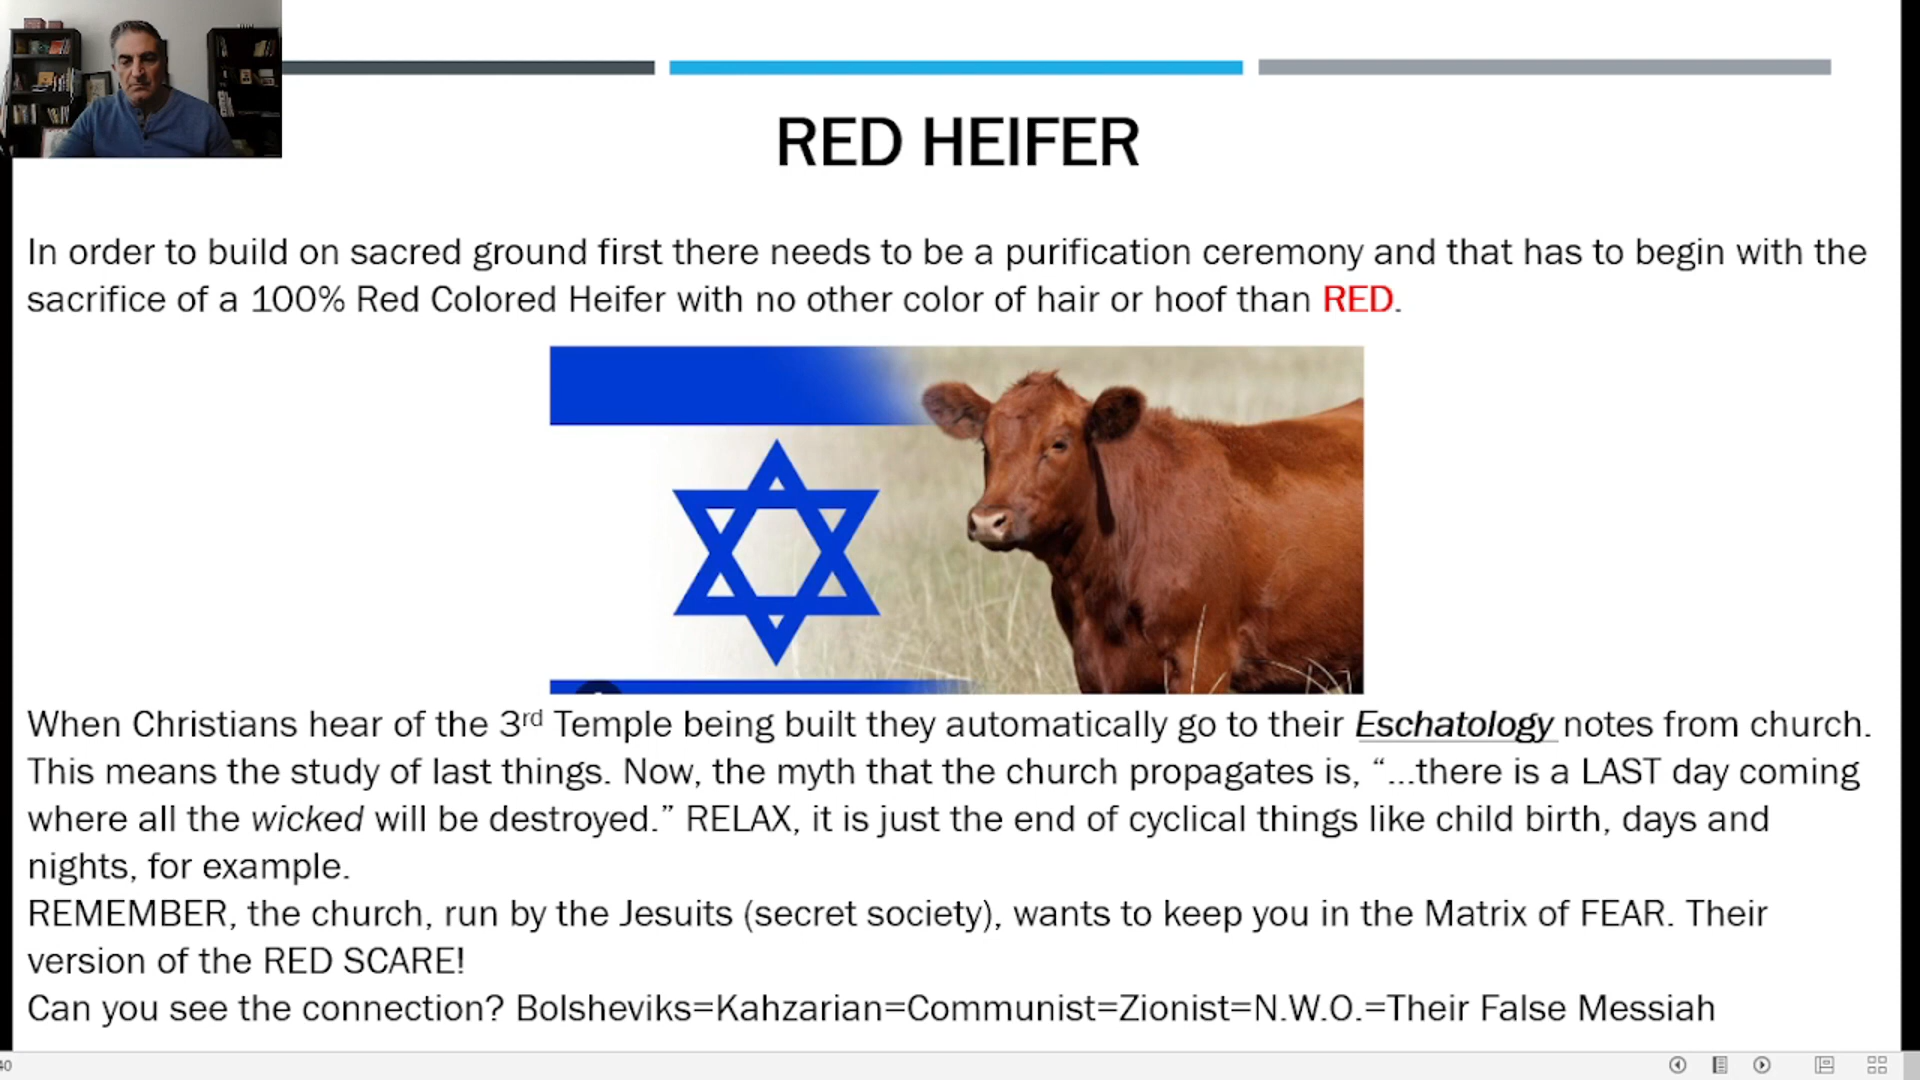 RED HEIFER
In order to build on sacred ground first there needs to be a purification ceremony and that has to begin with the
sacrifice of a 100% Red Colored Heifer with no other color of hair or hoof than RED.
When Christians hear of the 3rd Temple being built they automatically go to their Eschatology notes from church.
This means the study of last things. Now, the myth that the church propagates is, “...there is a LAST day coming
where all the wicked will be destroyed.” RELAX, it is just the end of cyclical things like child birth, days and
nights, for example.
REMEMBER, the church, run by the Jesuits (secret society), wants to keep you in the Matrix of FEAR. Their
version of the RED SCARE!
Can you see the connection? Bolsheviks=Kahzarian=Communist=Zionist=N.W.O.=Their False Messiah